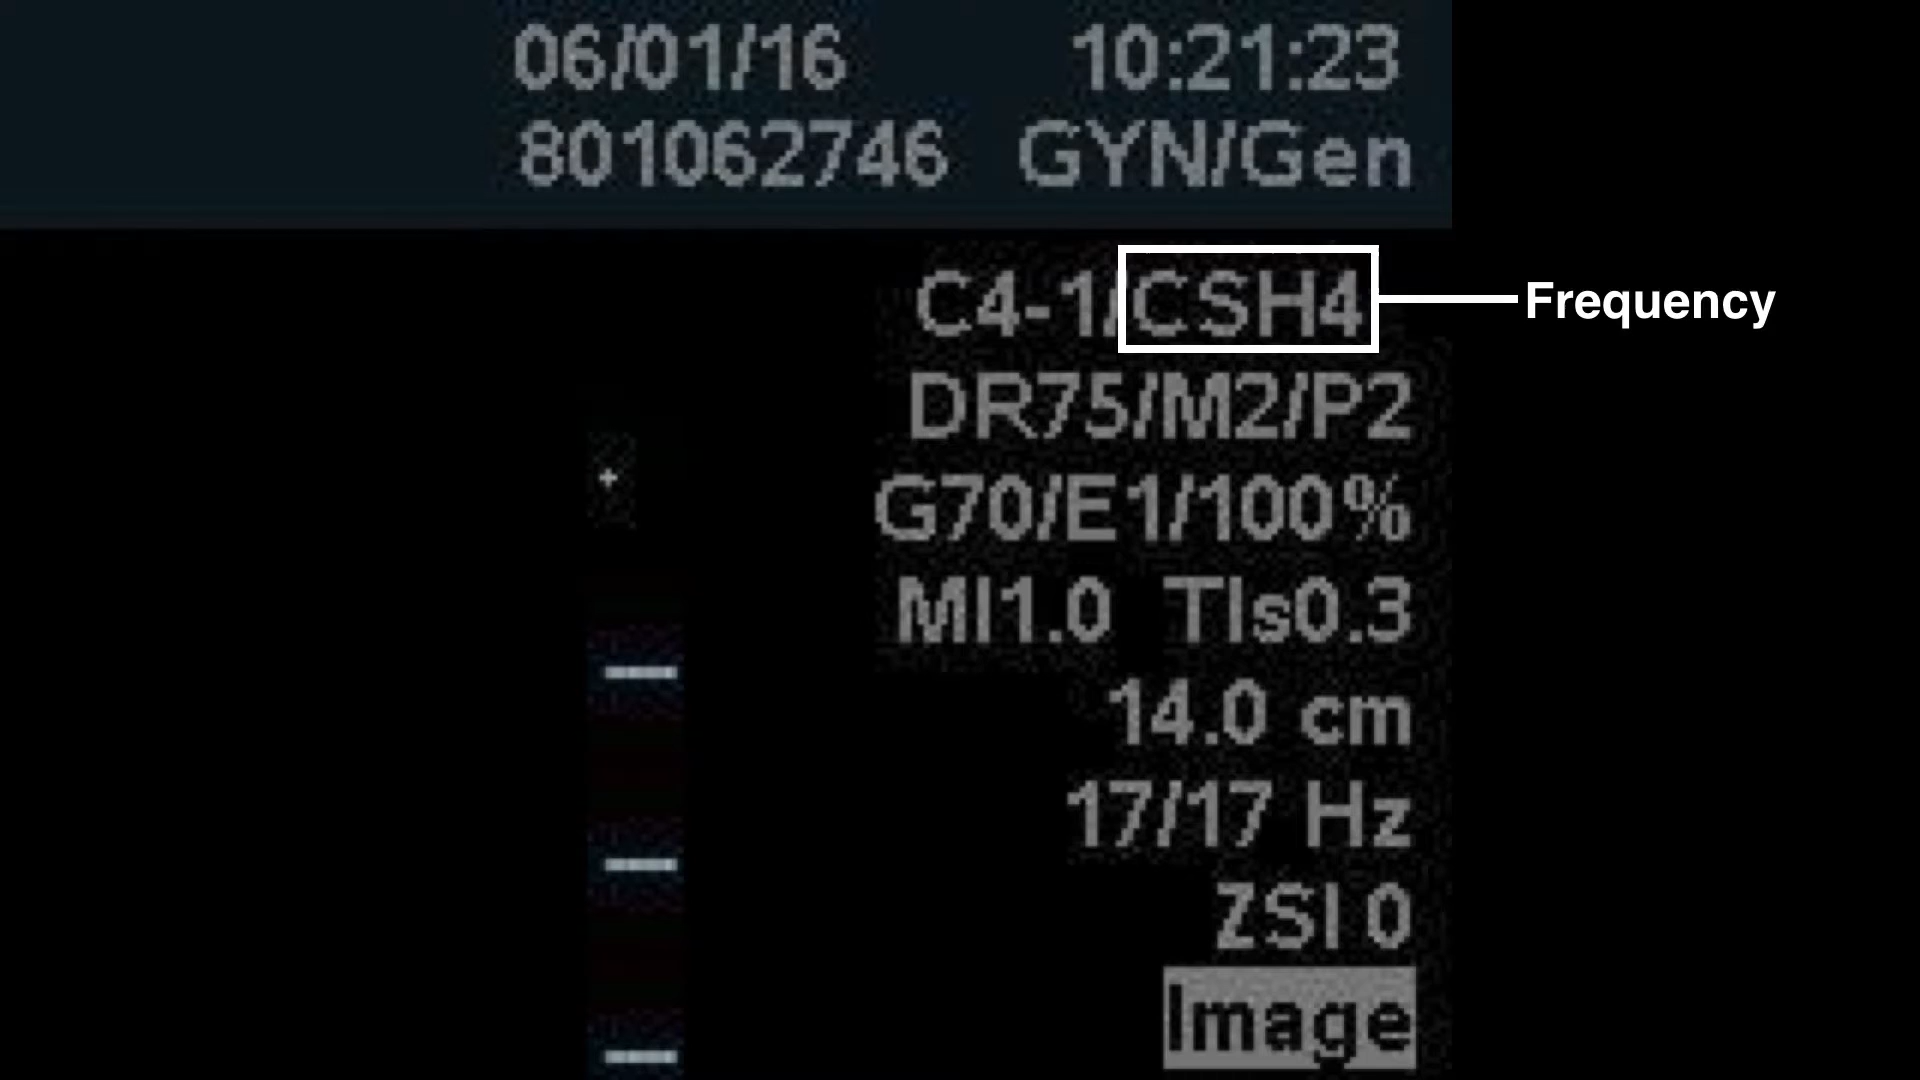 06/01/16 10:21:23
801062746 GYN/Gen
C4-1/CSH4 Frequency
DR75/M2/P2
G70/E1/100%
MI1.0 TIs0.3
14.0 cm
17/17 Hz
ZSI 0
Image